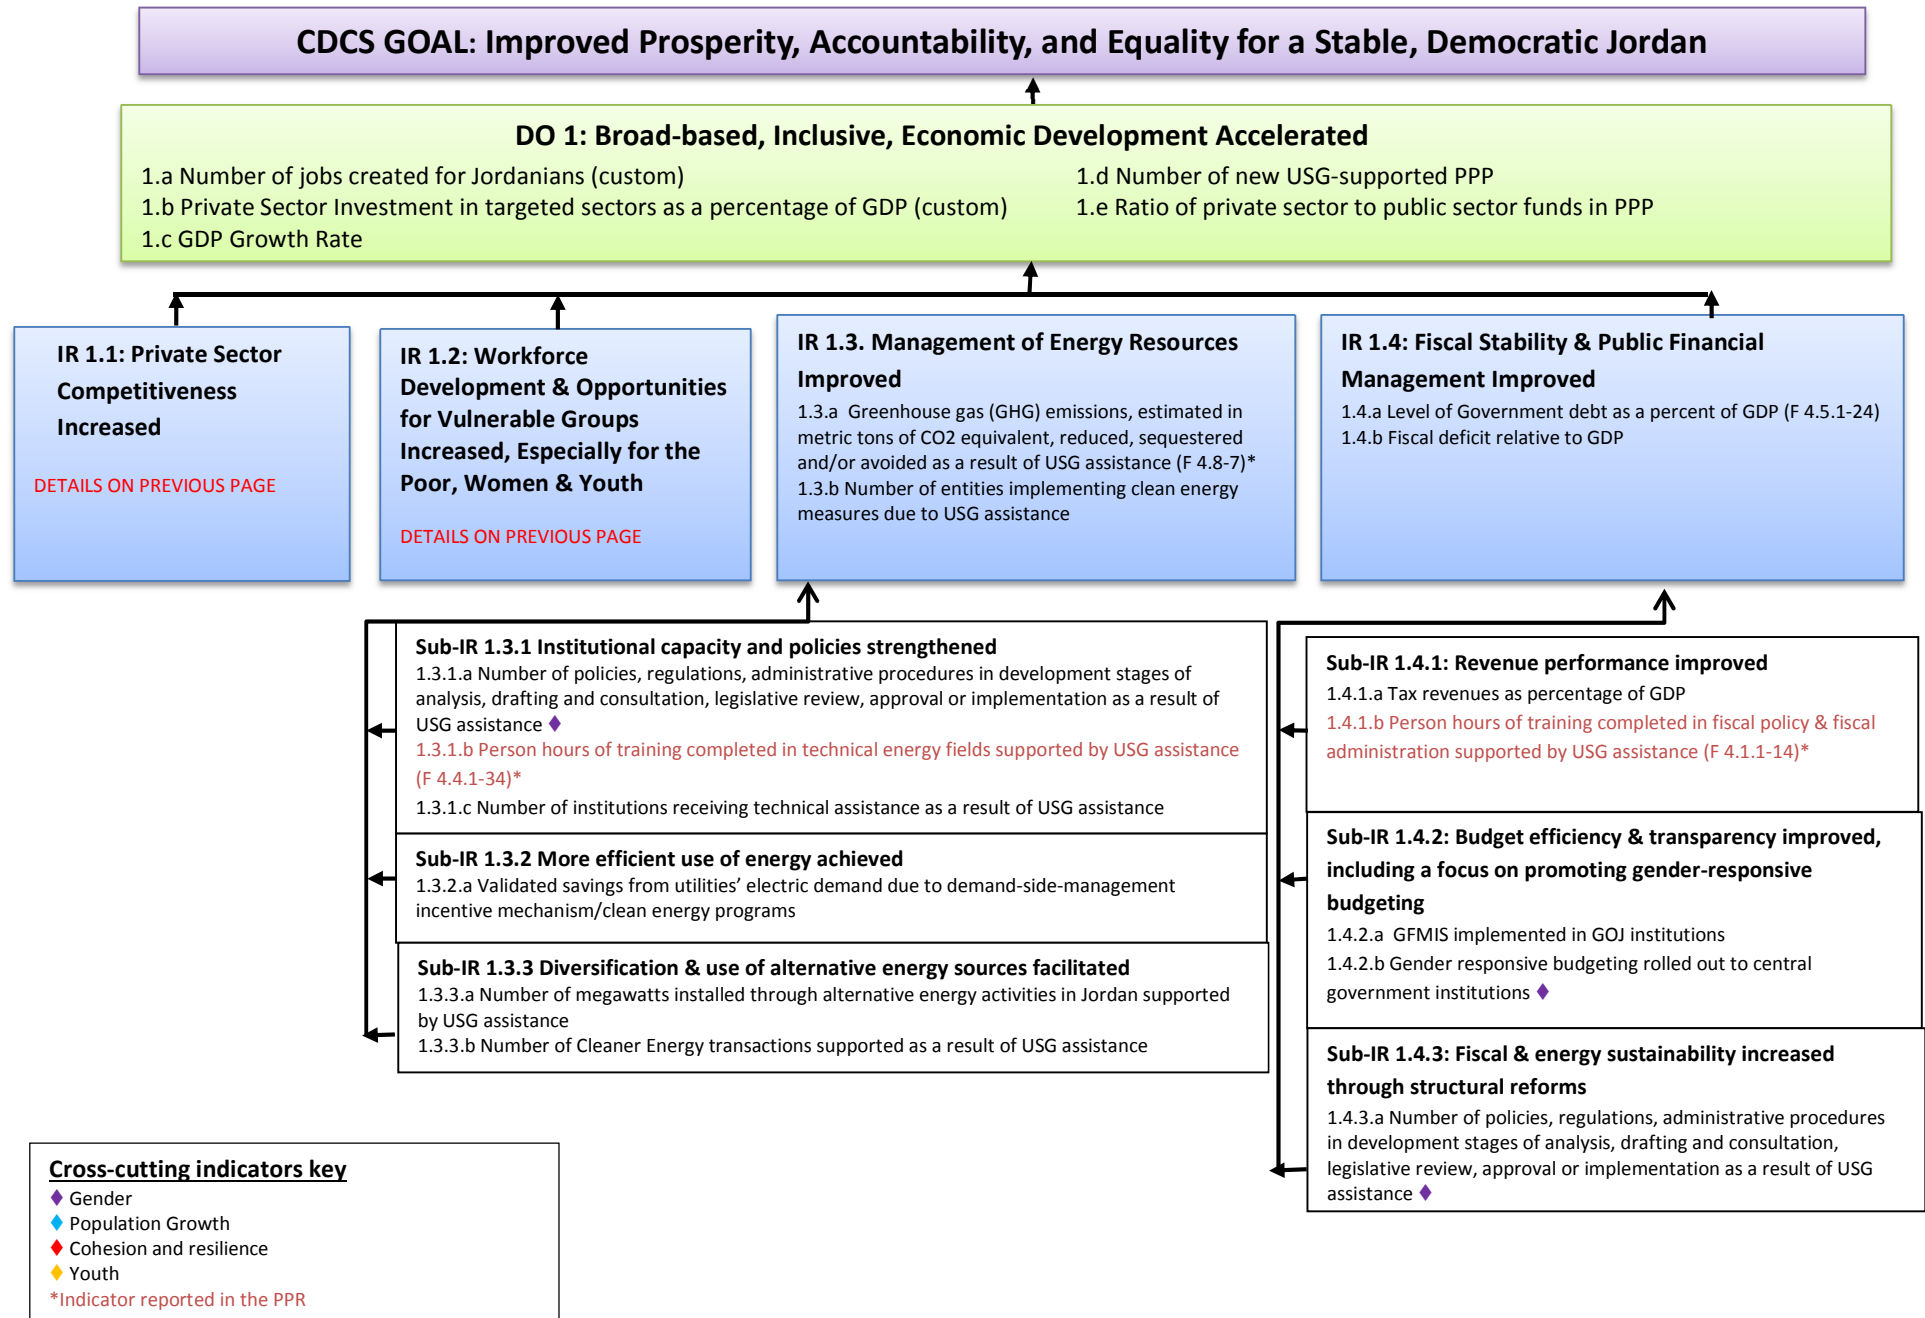 CDCS GOAL: Improved Prosperity, Accountability, and Equality for a Stable, Democratic Jordan
DO 1: Broad-based, Inclusive, Economic Development Accelerated
1.a Number of jobs created for Jordanians (custom)
1.b Private Sector Investment in targeted sectors as a percentage of GDP (custom)
1.c GDP Growth Rate
1.d Number of new USG-supported PPP
1.e Ratio of private sector to public sector funds in PPP
IR 1.1: Private Sector
Competitiveness
Increased
DETAILS ON PREVIOUS PAGE
IR 1.2: Workforce
Development & Opportunities
for Vulnerable Groups
Increased, Especially for the
Poor, Women & Youth
DETAILS ON PREVIOUS PAGE
IR 1.3. Management of Energy Resources
Improved
1.3.a  Greenhouse gas (GHG) emissions, estimated in
metric tons of CO2 equivalent, reduced, sequestered
and/or avoided as a result of USG assistance (F 4.8-7)*
1.3.b Number of entities implementing clean energy
measures due to USG assistance
IR 1.4: Fiscal Stability & Public Financial
Management Improved
1.4.a Level of Government debt as a percent of GDP (F 4.5.1-24)
1.4.b Fiscal deficit relative to GDP
Sub-IR 1.3.1 Institutional capacity and policies strengthened
1.3.1.a Number of policies, regulations, administrative procedures in development stages of
analysis, drafting and consultation, legislative review, approval or implementation as a result of
USG assistance ♦
1.3.1.b Person hours of training completed in technical energy fields supported by USG assistance
(F 4.4.1-34)*
1.3.1.c Number of institutions receiving technical assistance as a result of USG assistance
Sub-IR 1.3.2 More efficient use of energy achieved
1.3.2.a Validated savings from utilities’ electric demand due to demand-side-management
incentive mechanism/clean energy programs
Sub-IR 1.3.3 Diversification & use of alternative energy sources facilitated
1.3.3.a Number of megawatts installed through alternative energy activities in Jordan supported
by USG assistance
1.3.3.b Number of Cleaner Energy transactions supported as a result of USG assistance
Sub-IR 1.4.1: Revenue performance improved
1.4.1.a Tax revenues as percentage of GDP
1.4.1.b Person hours of training completed in fiscal policy & fiscal
administration supported by USG assistance (F 4.1.1-14)*
Sub-IR 1.4.2: Budget efficiency & transparency improved,
including a focus on promoting gender-responsive
budgeting
1.4.2.a  GFMIS implemented in GOJ institutions
1.4.2.b Gender responsive budgeting rolled out to central
government institutions ♦
Sub-IR 1.4.3: Fiscal & energy sustainability increased
through structural reforms
1.4.3.a Number of policies, regulations, administrative procedures
in development stages of analysis, drafting and consultation,
legislative review, approval or implementation as a result of USG
assistance ♦
Cross-cutting indicators key
♦ Gender
♦ Population Growth
♦ Cohesion and resilience
♦ Youth
*Indicator reported in the PPR